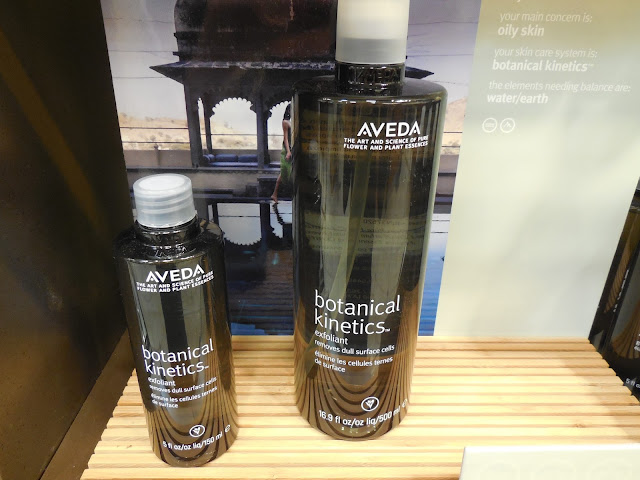 your main concern is:
oily skin
your skin care system is:
botanical kinetics™
the elements needing balance are:
water/earth
AVEDA
THE ART AND SCIENCE OF PURE
FLOWER AND PLANT ESSENCES
botanical
kinetics™
exfoliant
removes dull surface cells
élimine les cellules ternes
de surface
5 fl oz/oz liq/150 ml e
AVEDA
THE ART AND SCIENCE OF PURE
FLOWER AND PLANT ESSENCES
botanical
kinetics™
exfoliant
removes dull surface cells
élimine les cellules ternes
de surface
16.9 fl oz/oz liq/500 ml